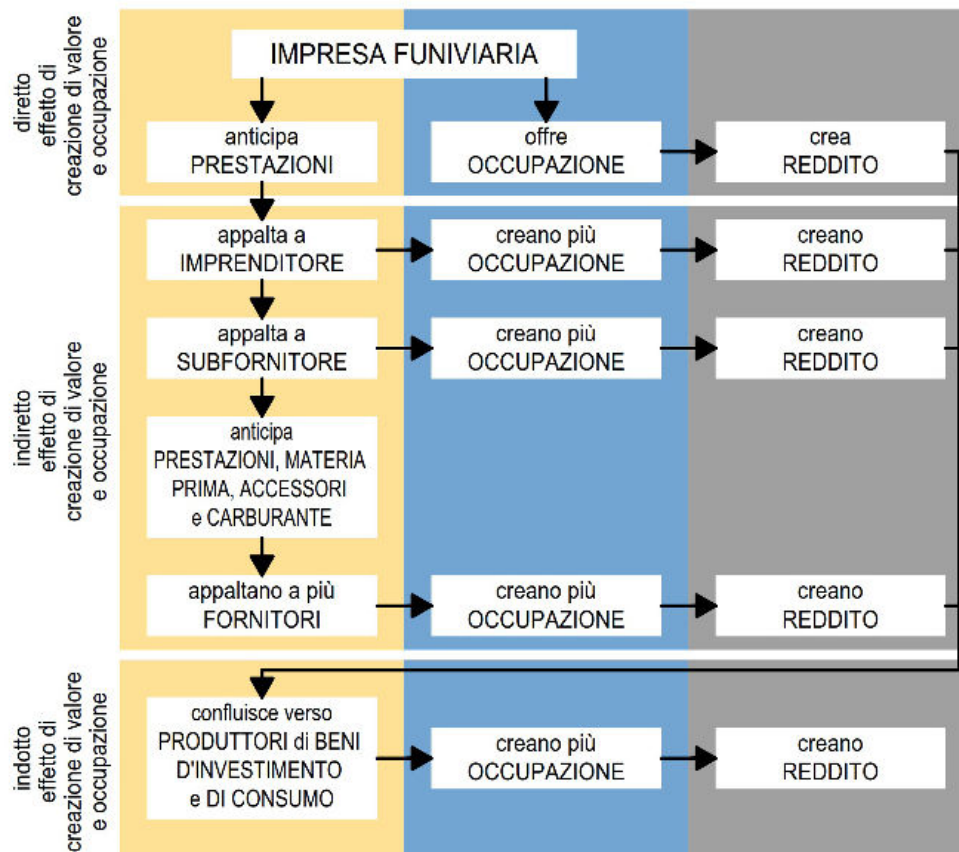 diretto
effetto di
creazione di valore
e occupazione
IMPRESA FUNIVIARIA
anticipa
PRESTAZIONI
offre
OCCUPAZIONE
crea
REDDITO
indiretto
effetto di
creazione di valore
e occupazione
appalta a
IMPRENDITORE
creano più
OCCUPAZIONE
creano
REDDITO
appalta a
SUBFORNITORE
creano più
OCCUPAZIONE
creano
REDDITO
anticipa
PRESTAZIONI, MATERIA
PRIMA, ACCESSORI
e CARBURANTE
appaltano a più
FORNITORI
creano più
OCCUPAZIONE
creano
REDDITO
indotto
effetto di
creazione di valore
e occupazione
confluisce verso
PRODUTTORI di BENI
D'INVESTIMENTO
e DI CONSUMO
creano più
OCCUPAZIONE
creano
REDDITO